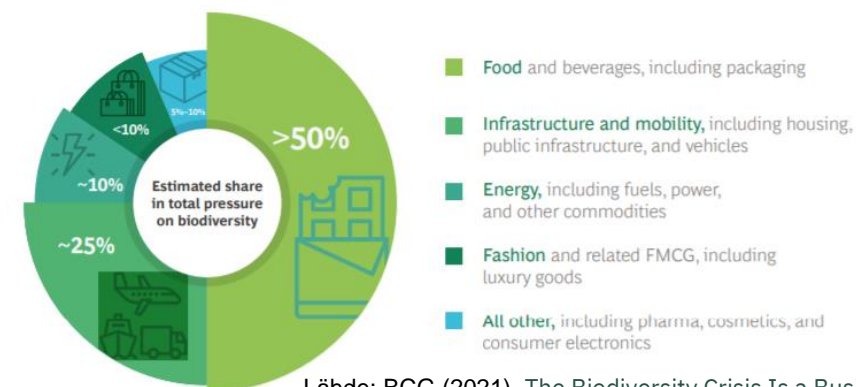 >50%
~25%
~10%
<10%
5%–10%
Estimated share
in total pressure
on biodiversity
Food and beverages, including packaging
Infrastructure and mobility, including housing,
public infrastructure, and vehicles
Energy, including fuels, power,
and other commodities
Fashion and related FMCG, including
luxury goods
All other, including pharma, cosmetics, and
consumer electronics
BCG (2021). The Biodiversity Crisis Is a